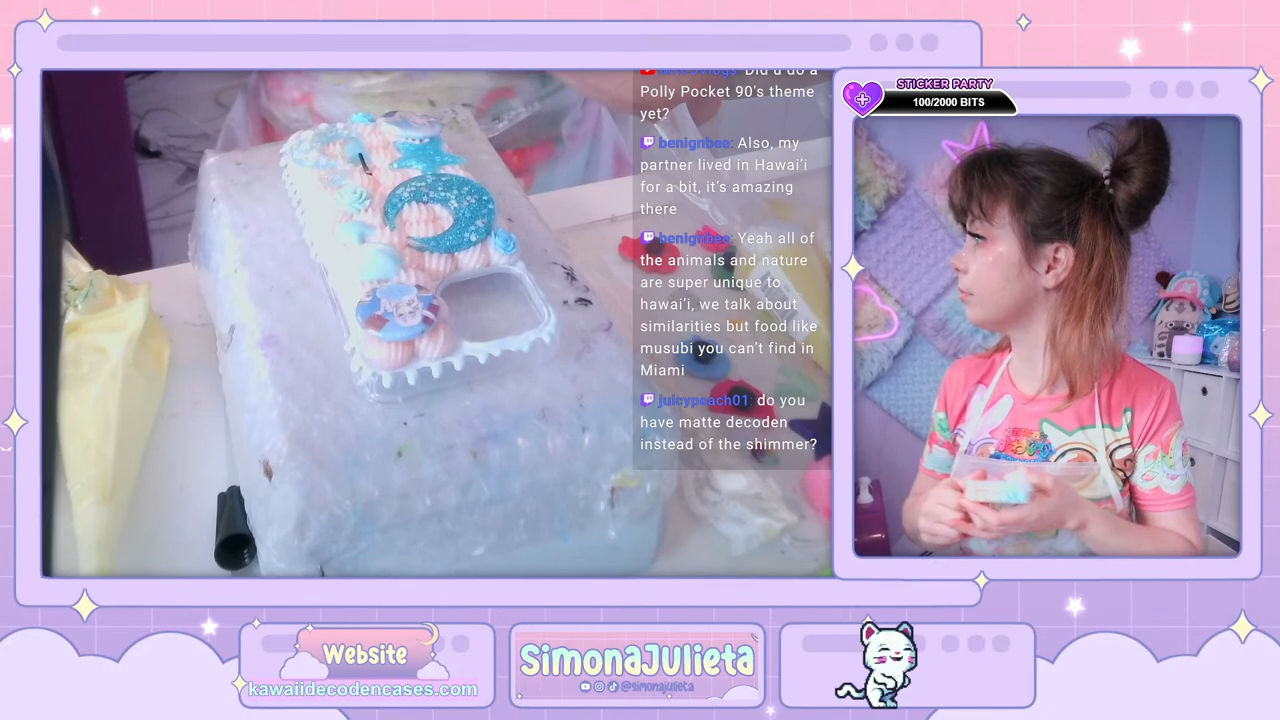 Did u do a
Polly Pocket 90's theme
yet?
benignbee: Also, my
partner lived in Hawai'i
for a bit, it's amazing
there
benignbee: Yeah all of
the animals and nature
are super unique to
hawai'i, we talk about
similarities but food like
musubi you can't find in
Miami
juicypeach01: do you
have matte decoden
instead of the shimmer?
STICKER PARTY
100/2000 BITS
Website
kawaiidecodencases.com
SimonaJulieta
@simonajulieta